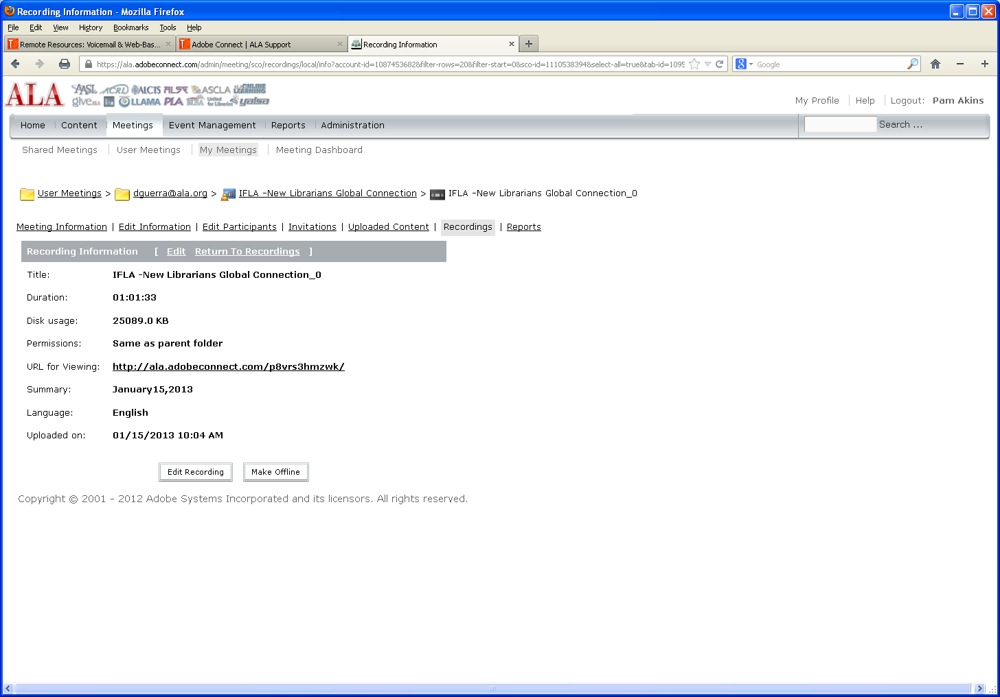 Recording Information - Mozilla Firefox
File Edit View History Bookmarks Tools Help
Remote Resources: Voicemail & Web-Bas... Adobe Connect | ALA Support Recording Information
https://ala.adobeconnect.com/admin/meeting/sco/recordings/local/info?account-id=1087453682&filter-rows=20&filter-start=0&sco-id=1110538394&select-all=true&tab-id=1095 Google
ALA AASL ACRL ALCTS ASCLA ONLINE LEARNING
give ALA LLAMA PLA RUSA United for Libraries yalsa
My Profile Help Logout: Pam Akins
Home Content Meetings Event Management Reports Administration Search ...
Shared Meetings User Meetings My Meetings Meeting Dashboard
User Meetings > dguerra@ala.org > IFLA -New Librarians Global Connection > IFLA -New Librarians Global Connection_0
Meeting Information | Edit Information | Edit Participants | Invitations | Uploaded Content | Recordings | Reports
Recording Information [ Edit Return To Recordings ]
Title: IFLA -New Librarians Global Connection_0
Duration: 01:01:33
Disk usage: 25089.0 KB
Permissions: Same as parent folder
URL for Viewing: http://ala.adobeconnect.com/p8vrs3hmzwk/
Summary: January15,2013
Language: English
Uploaded on: 01/15/2013 10:04 AM
Edit Recording Make Offline
Copyright © 2001 - 2012 Adobe Systems Incorporated and its licensors. All rights reserved.